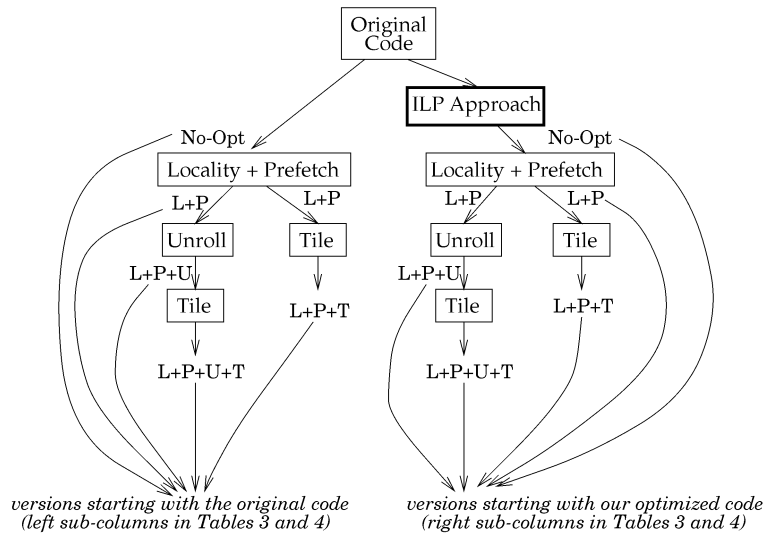 Original
Code
ILP Approach
No-Opt
No-Opt
Locality + Prefetch
Locality + Prefetch
L+P
L+P
L+P
L+P
Unroll
Tile
Unroll
Tile
L+P+U
L+P+U
Tile
L+P+T
Tile
L+P+T
L+P+U+T
L+P+U+T
versions starting with the original code
(left sub-columns in Tables 3 and 4)
versions starting with our optimized code
(right sub-columns in Tables 3 and 4)